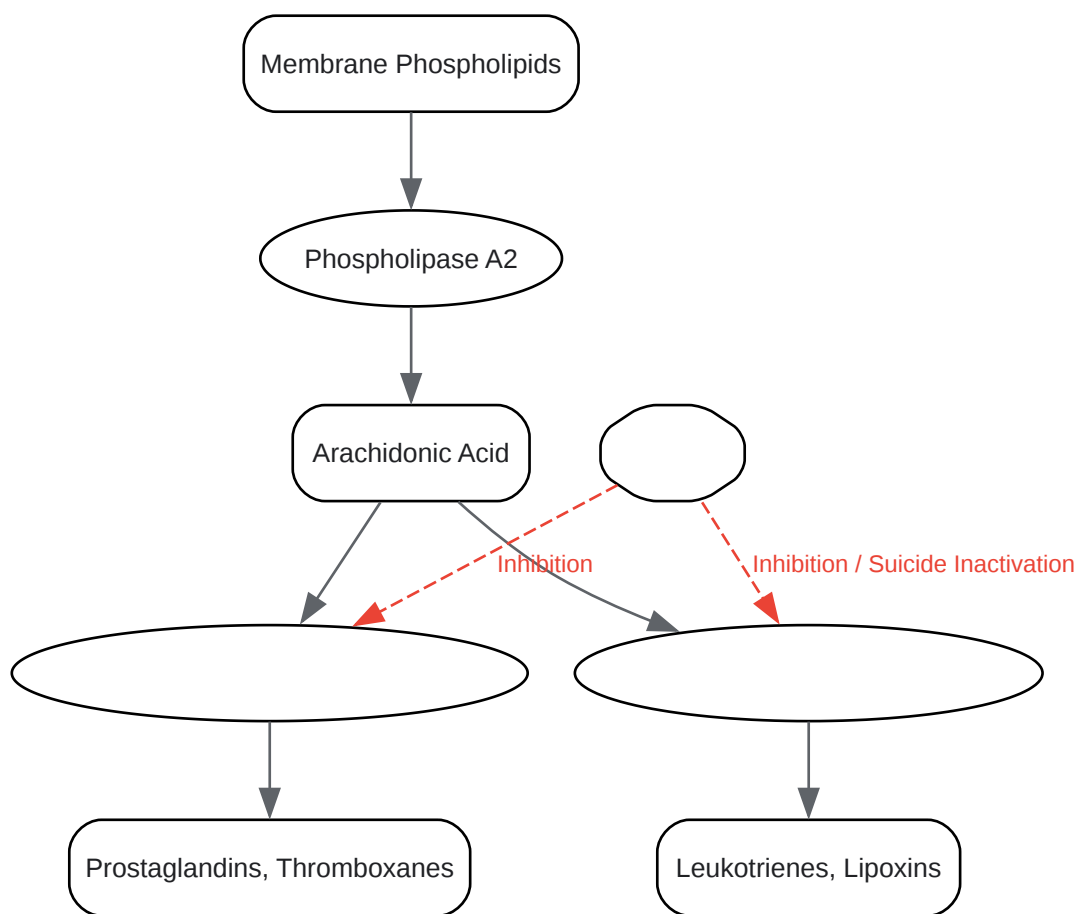 Membrane Phospholipids
Phospholipase A2
Arachidonic Acid
Inhibition
Inhibition / Suicide Inactivation
Prostaglandins, Thromboxanes
Leukotrienes, Lipoxins